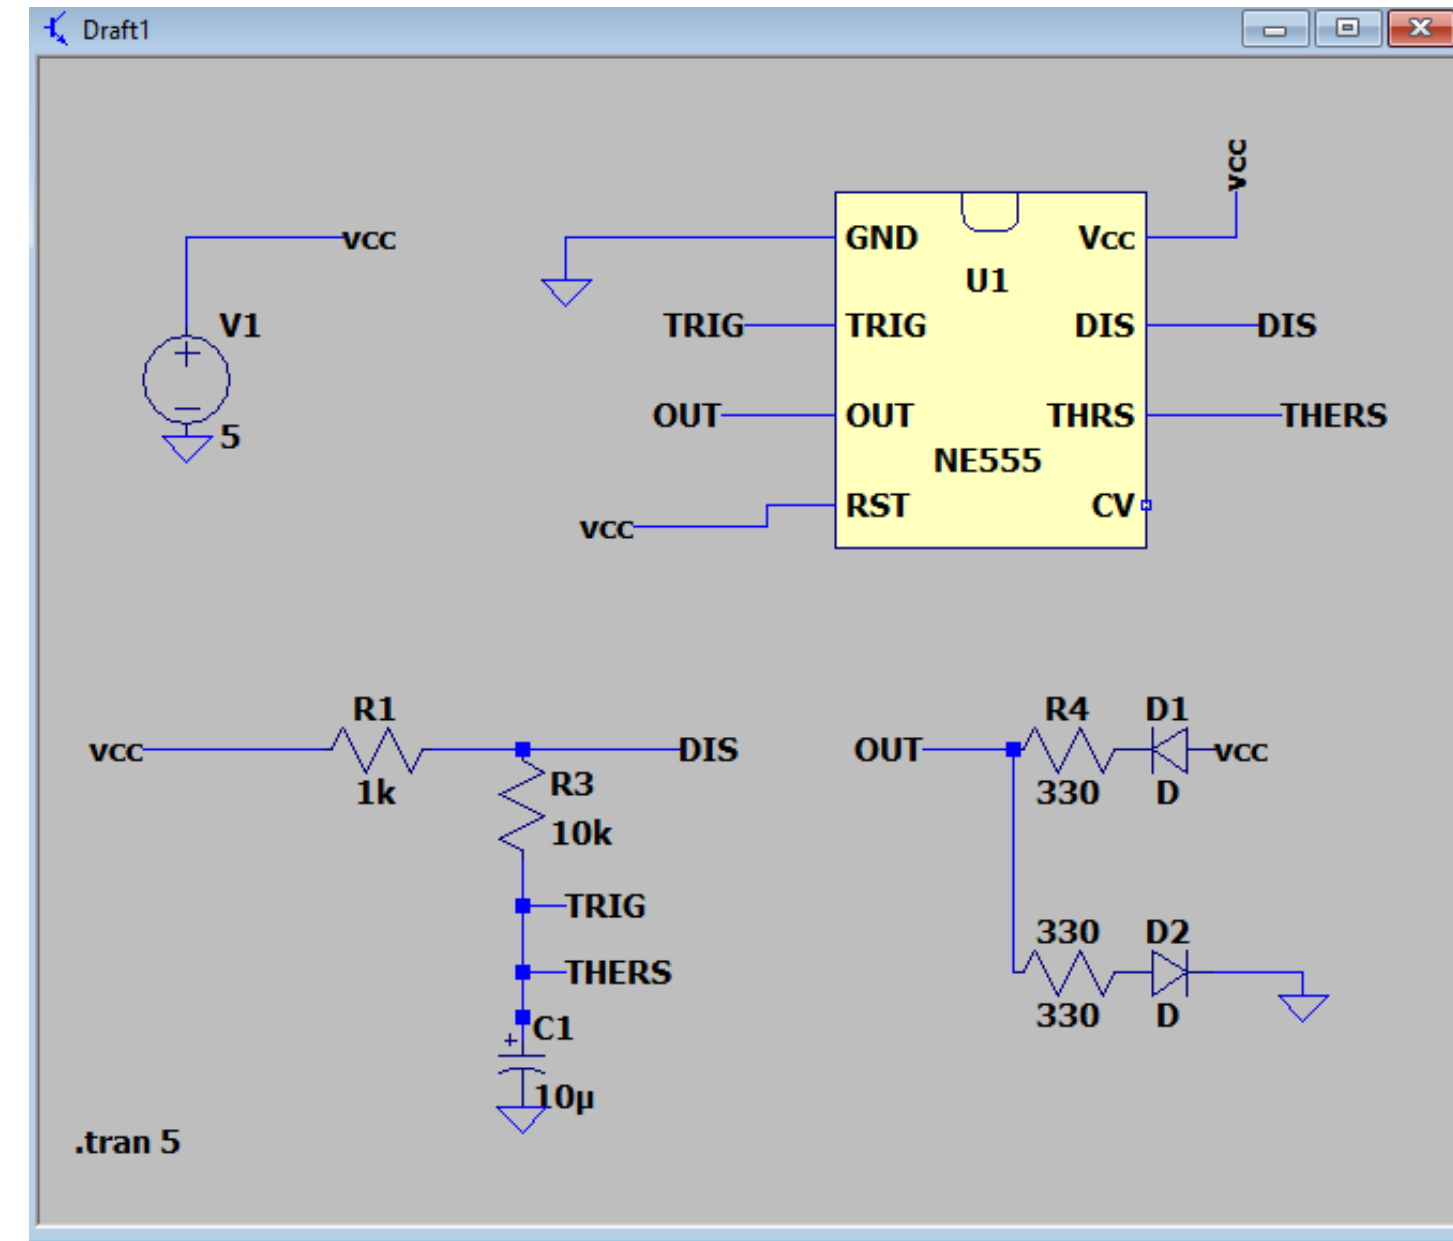 Draft1
vcc
vcc
GND
Vcc
U1
V1
TRIG
TRIG
DIS
DIS
OUT
OUT
THRS
THERS
5
NE555
vcc
RST
CV
R1
R4
D1
vcc
DIS
OUT
vcc
1k
R3
330
D
10k
TRIG
330
D2
THERS
C1
330
D
10µ
.tran 5